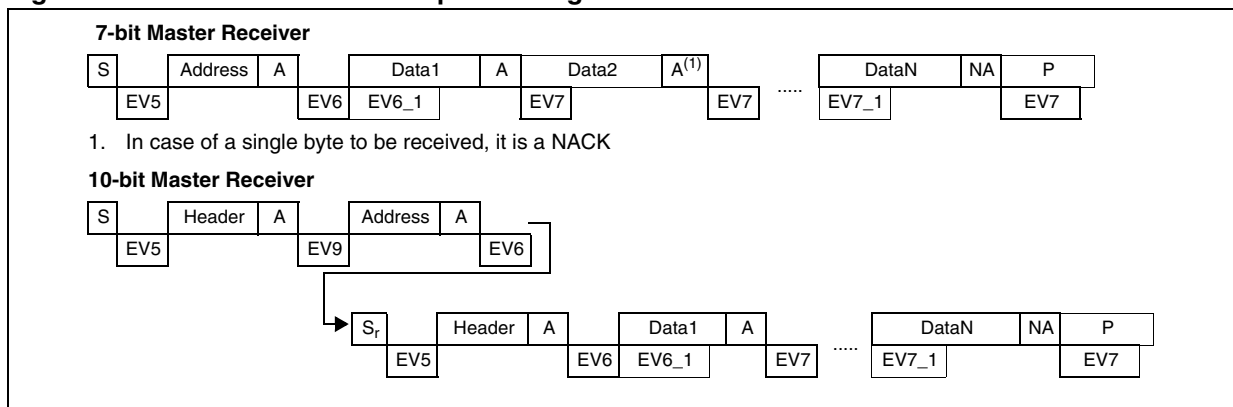 7-bit Master Receiver
S Address A Data1 A Data2 A(1) ..... DataN NA P
EV5 EV6 EV6_1 EV7 EV7 EV7_1 EV7
1. In case of a single byte to be received, it is a NACK
10-bit Master Receiver
S Header A Address A
EV5 EV9 EV6
Sr Header A Data1 A ..... DataN NA P
EV5 EV6 EV6_1 EV7 EV7_1 EV7